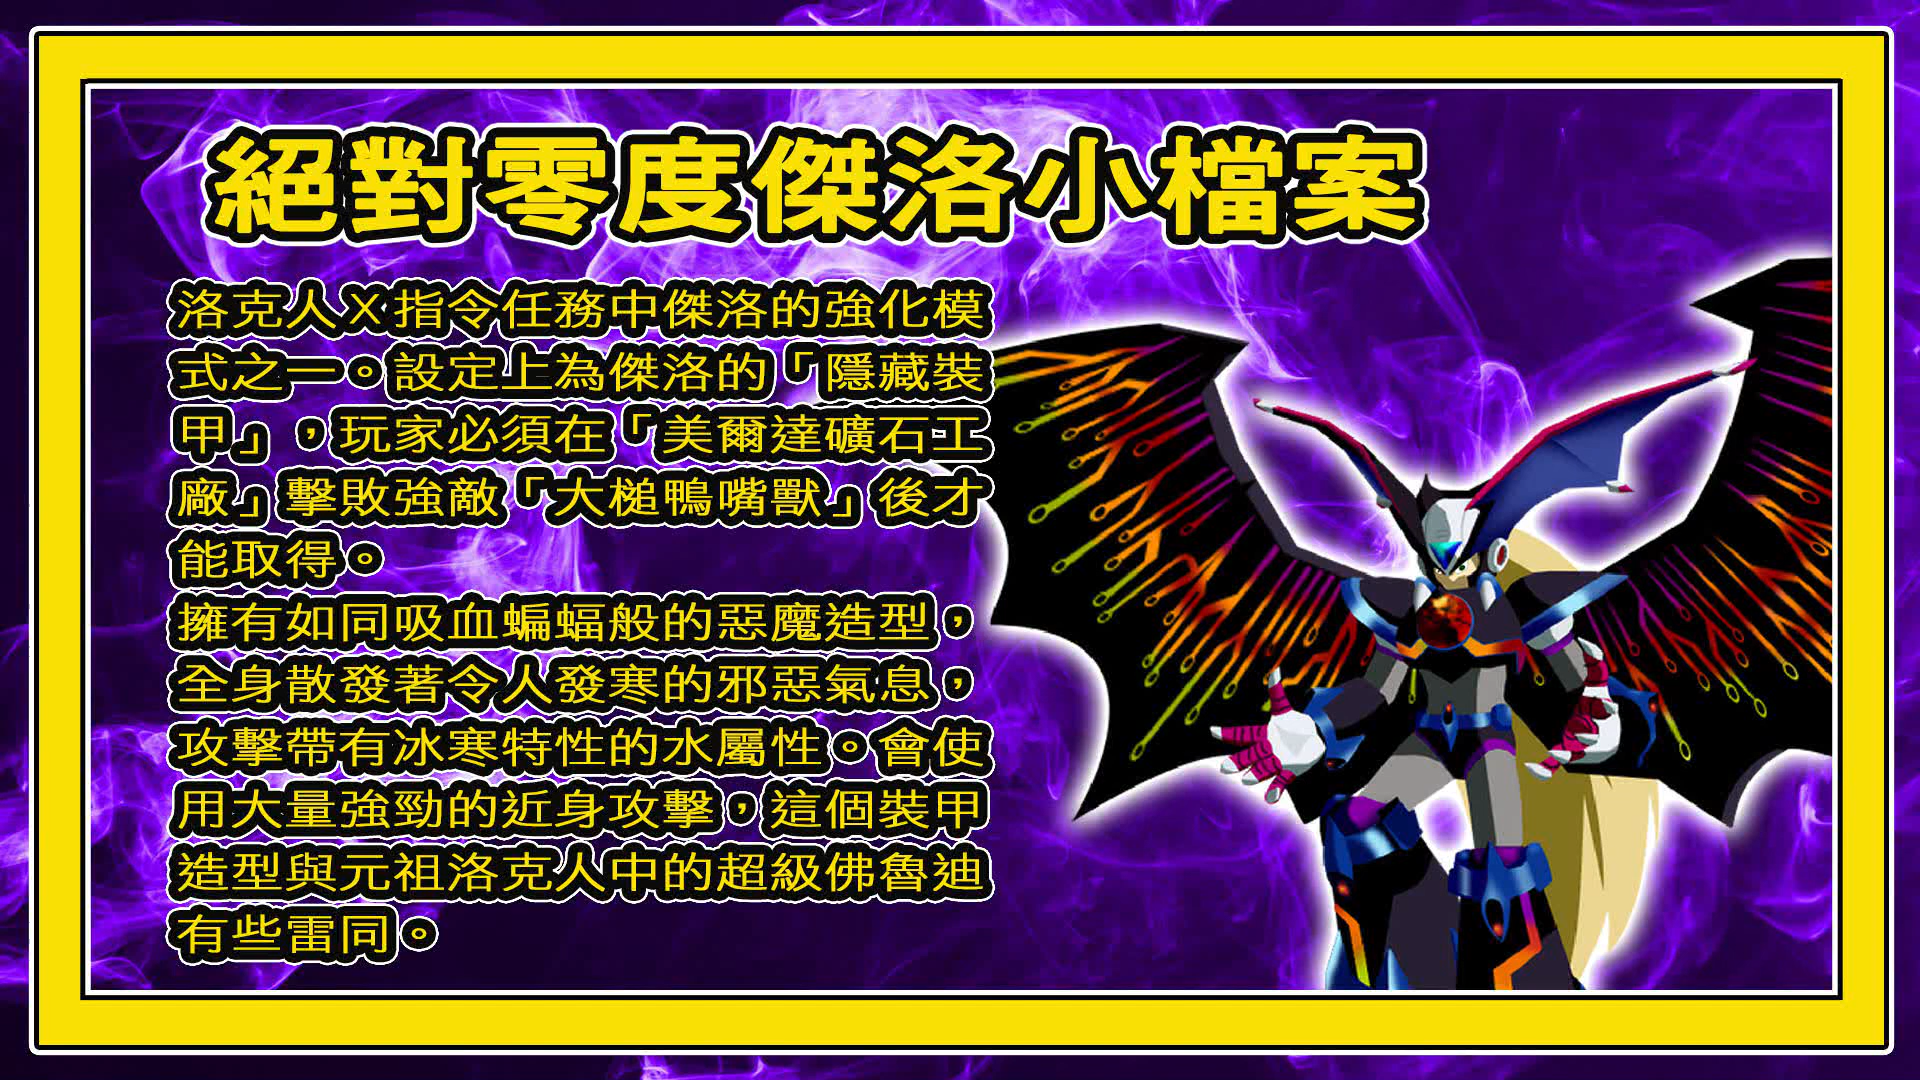 絕對零度傑洛小檔案
洛克人X指令任務中傑洛的強化模
式之一。設定上為傑洛的「隱藏裝
甲」，玩家必須在「美爾達礦石工
廠」擊敗強敵「大槌鴨嘴獸」後才
能取得。
擁有如同吸血蝙蝠般的惡魔造型，
全身散發著令人發寒的邪惡氣息，
攻擊帶有冰寒特性的水屬性。會使
用大量強勁的近身攻擊，這個裝甲
造型與元祖洛克人中的超級佛魯迪
有些雷同。